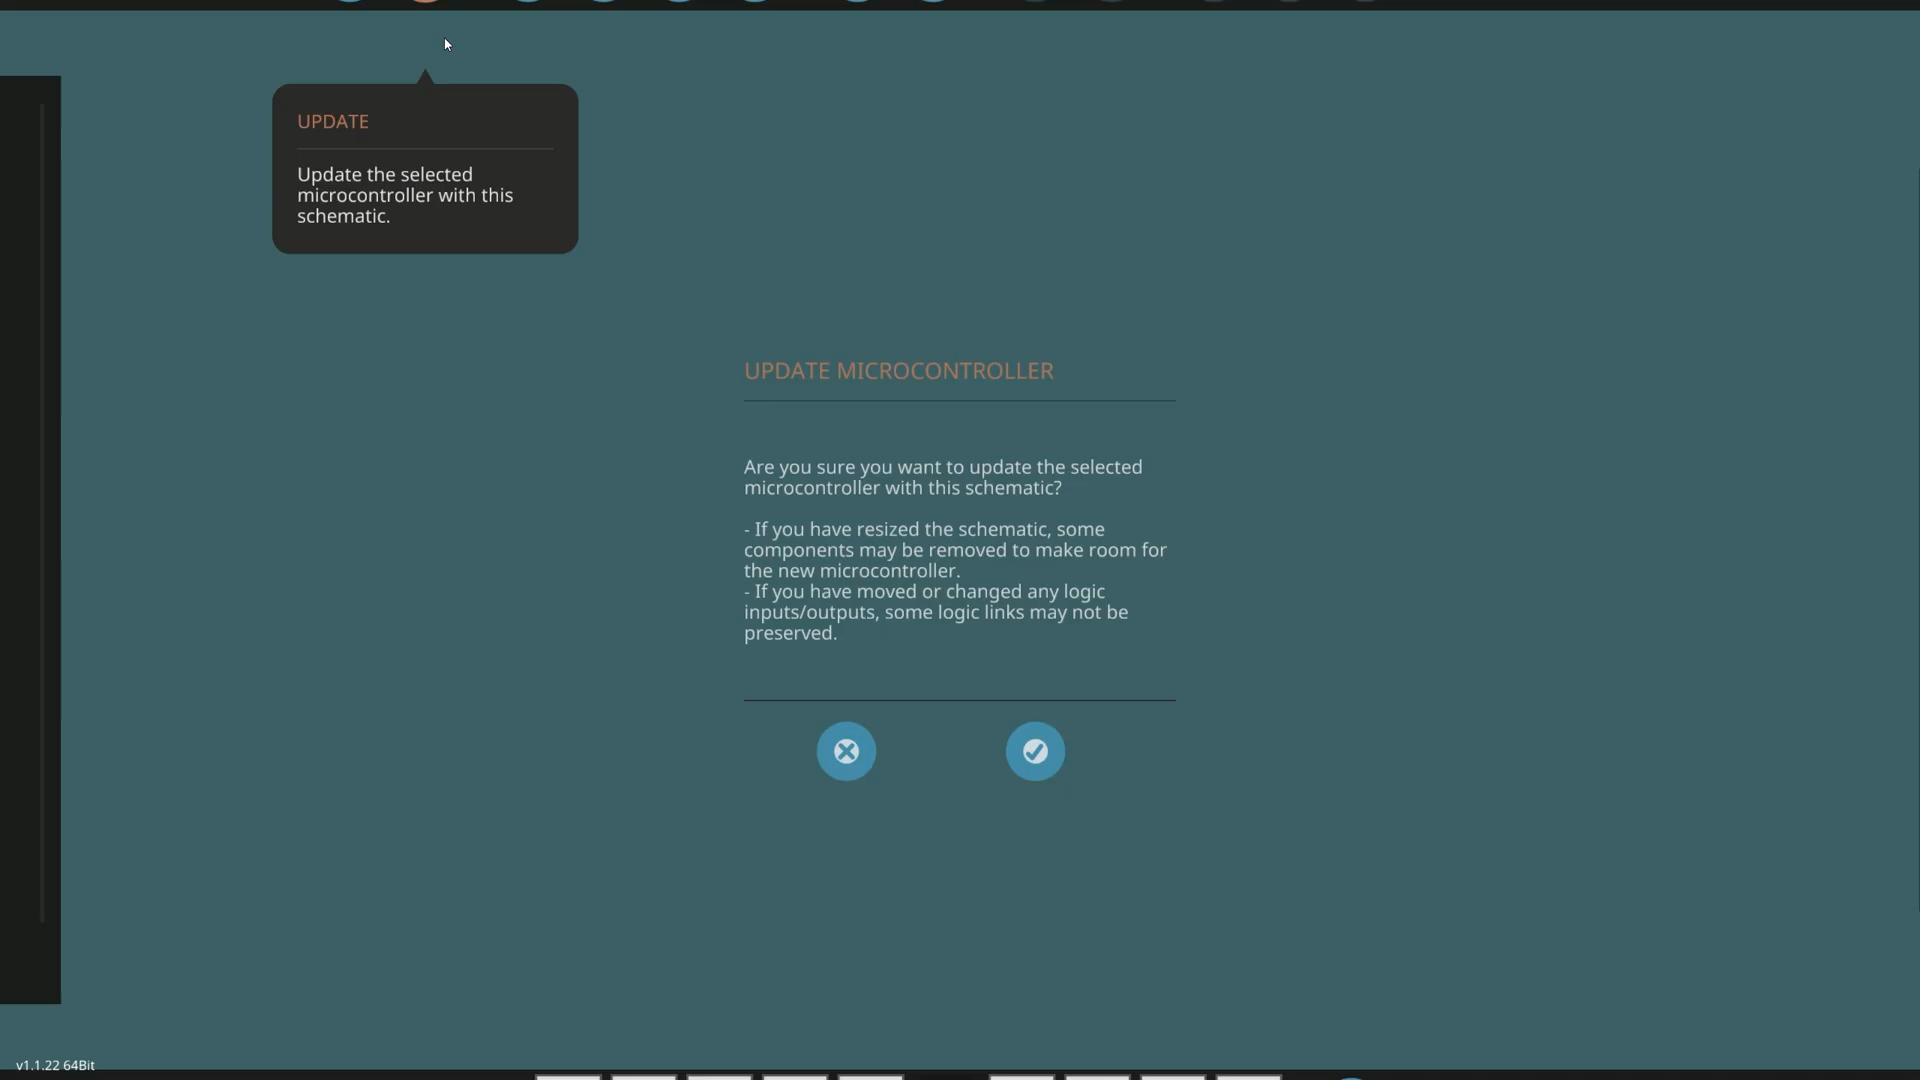 UPDATE
Update the selected
microcontroller with this
schematic.
UPDATE MICROCONTROLLER
Are you sure you want to update the selected
microcontroller with this schematic?
- If you have resized the schematic, some
components may be removed to make room for
the new microcontroller.
- If you have moved or changed any logic
inputs/outputs, some logic links may not be
preserved.
v1.1.22 64Bit